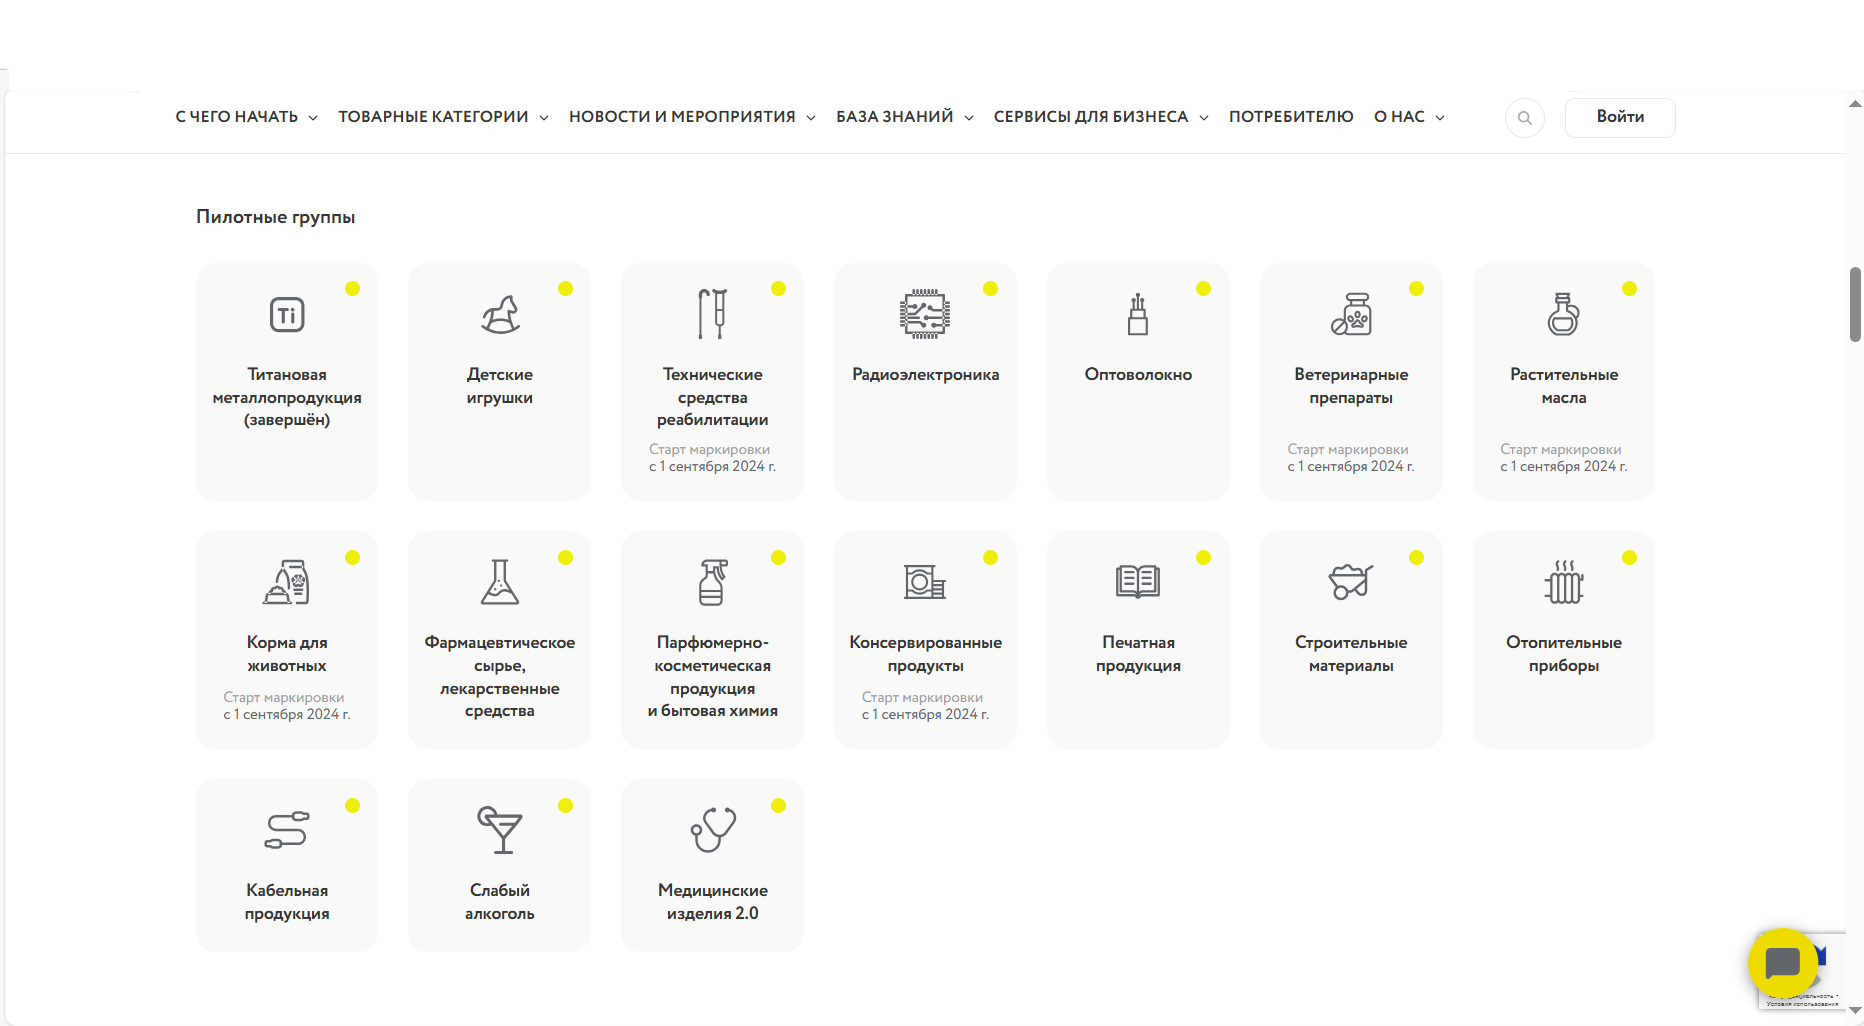 С ЧЕГО НАЧАТЬ ТОВАРНЫЕ КАТЕГОРИИ НОВОСТИ И МЕРОПРИЯТИЯ БАЗА ЗНАНИЙ СЕРВИСЫ ДЛЯ БИЗНЕСА ПОТРЕБИТЕЛЮ О НАС Войти
Пилотные группы
Ti
Титановая
металлопродукция
(завершён)
Детские
игрушки
Технические
средства
реабилитации
Старт маркировки
с 1 сентября 2024 г.
Радиоэлектроника
Оптоволокно
Ветеринарные
препараты
Старт маркировки
с 1 сентября 2024 г.
Растительные
масла
Старт маркировки
с 1 сентября 2024 г.
Корма для
животных
Старт маркировки
с 1 сентября 2024 г.
Фармацевтическое
сырье,
лекарственные
средства
Парфюмерно-
косметическая
продукция
и бытовая химия
Консервированные
продукты
Старт маркировки
с 1 сентября 2024 г.
Печатная
продукция
Строительные
материалы
Отопительные
приборы
Кабельная
продукция
Слабый
алкоголь
Медицинские
изделия 2.0
Условия использования